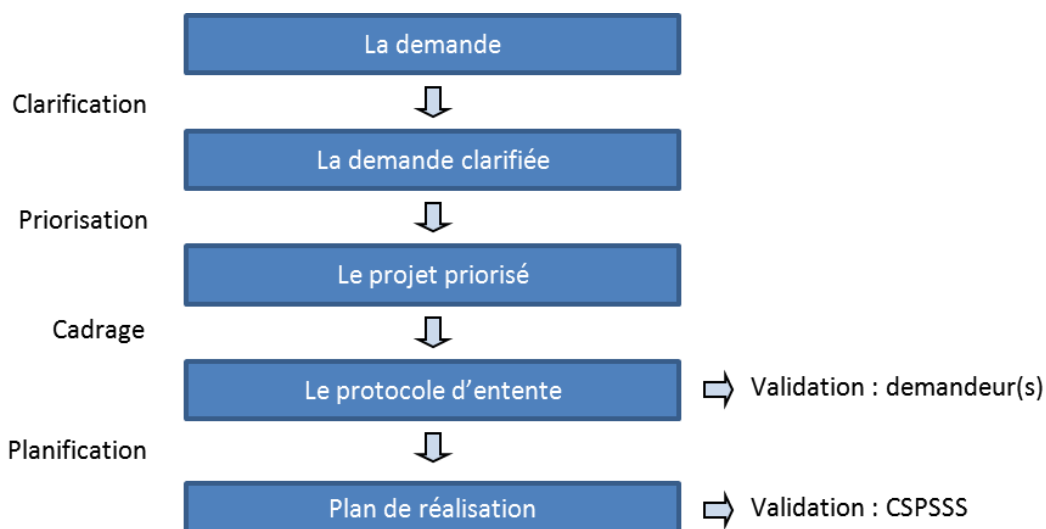 La demande
Clarification
La demande clarifiée
Priorisation
Le projet priorisé
Cadrage
Le protocole d’entente
Validation : demandeur(s)
Planification
Plan de réalisation
Validation : CSPSSS